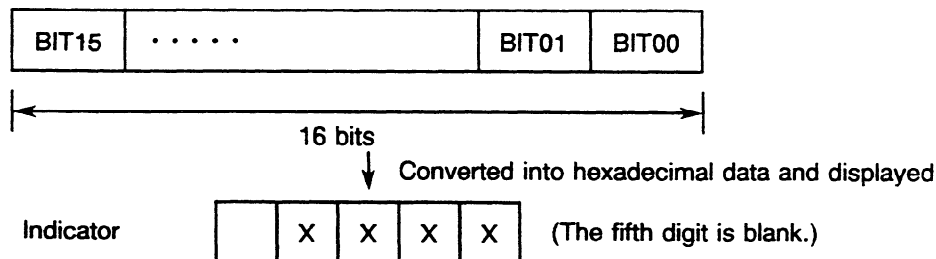 BIT15 ····· BIT01 BIT00
16 bits
Converted into hexadecimal data and displayed
Indicator X X X X (The fifth digit is blank.)